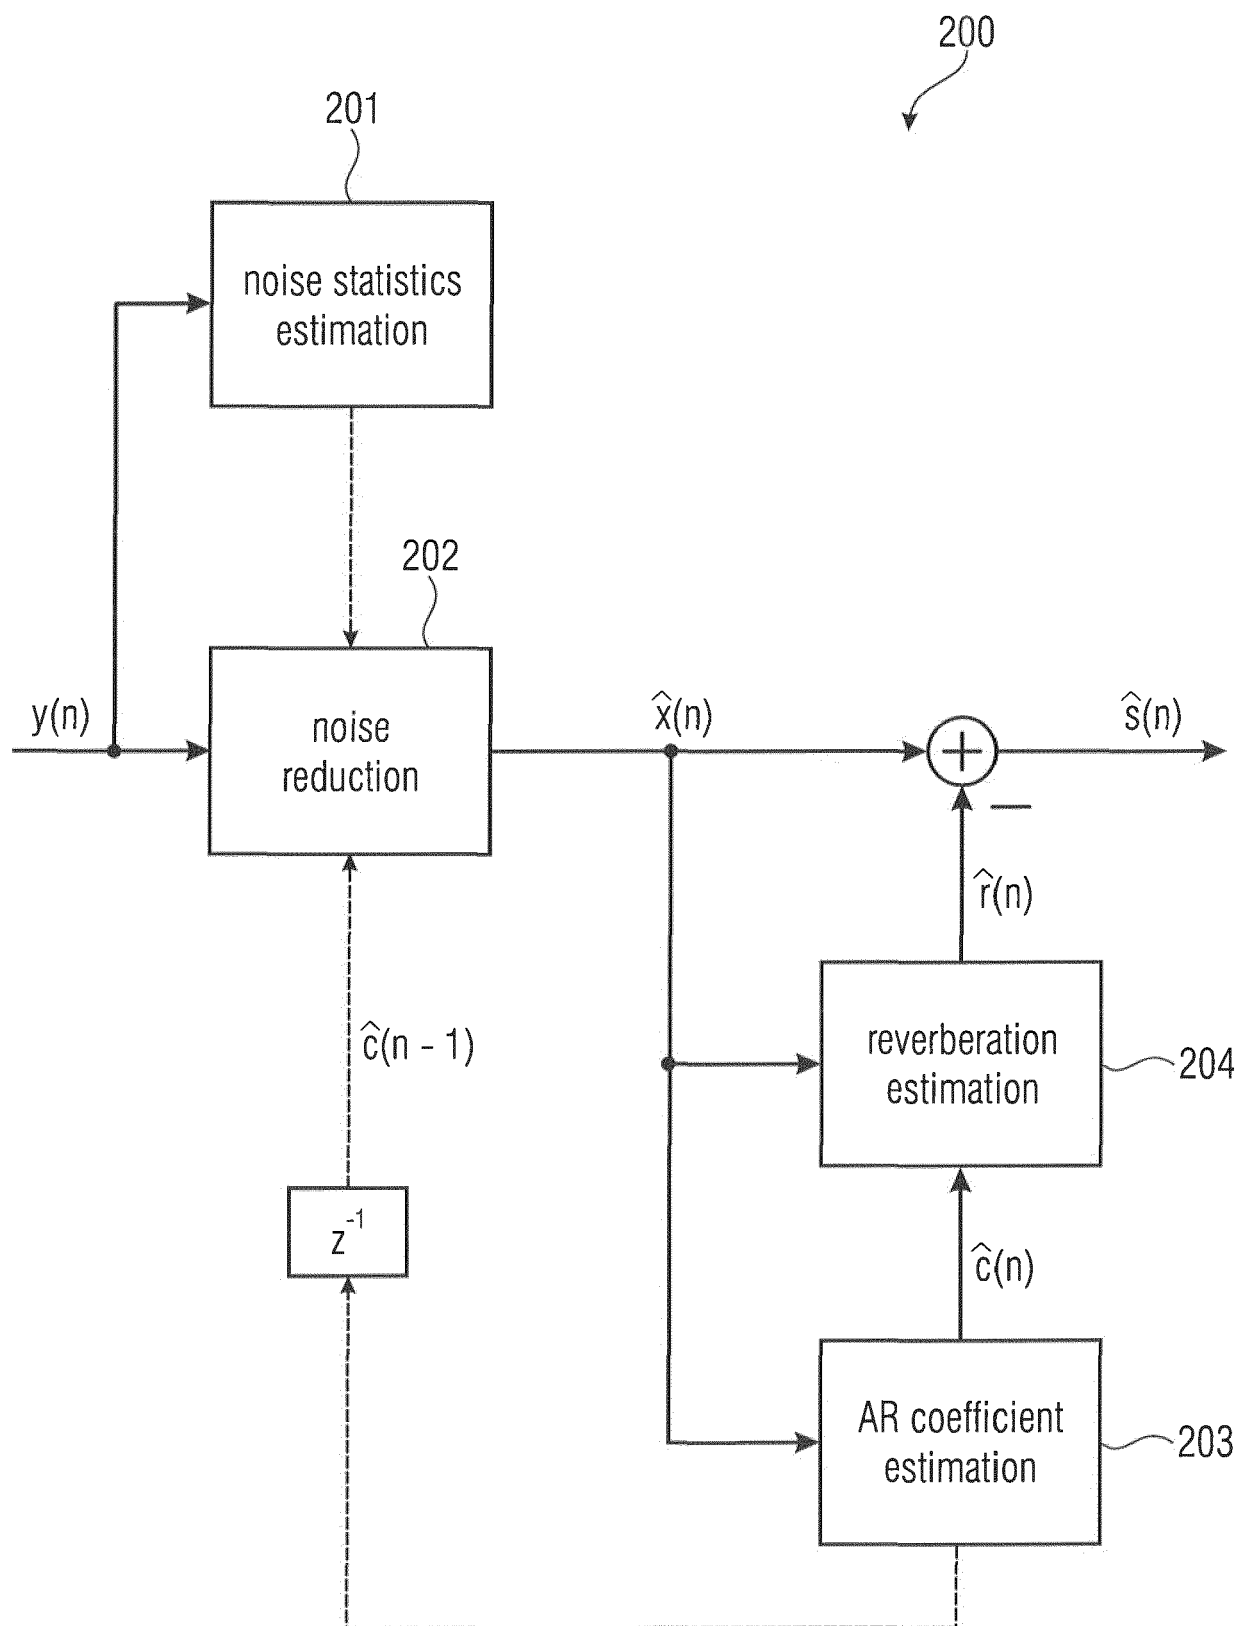 200
201
noise statistics
estimation
202
y(n)
noise
reduction
x̂(n)
+
ŝ(n)
−
r̂(n)
ĉ(n - 1)
reverberation
estimation
204
z⁻¹
ĉ(n)
AR coefficient
estimation
203